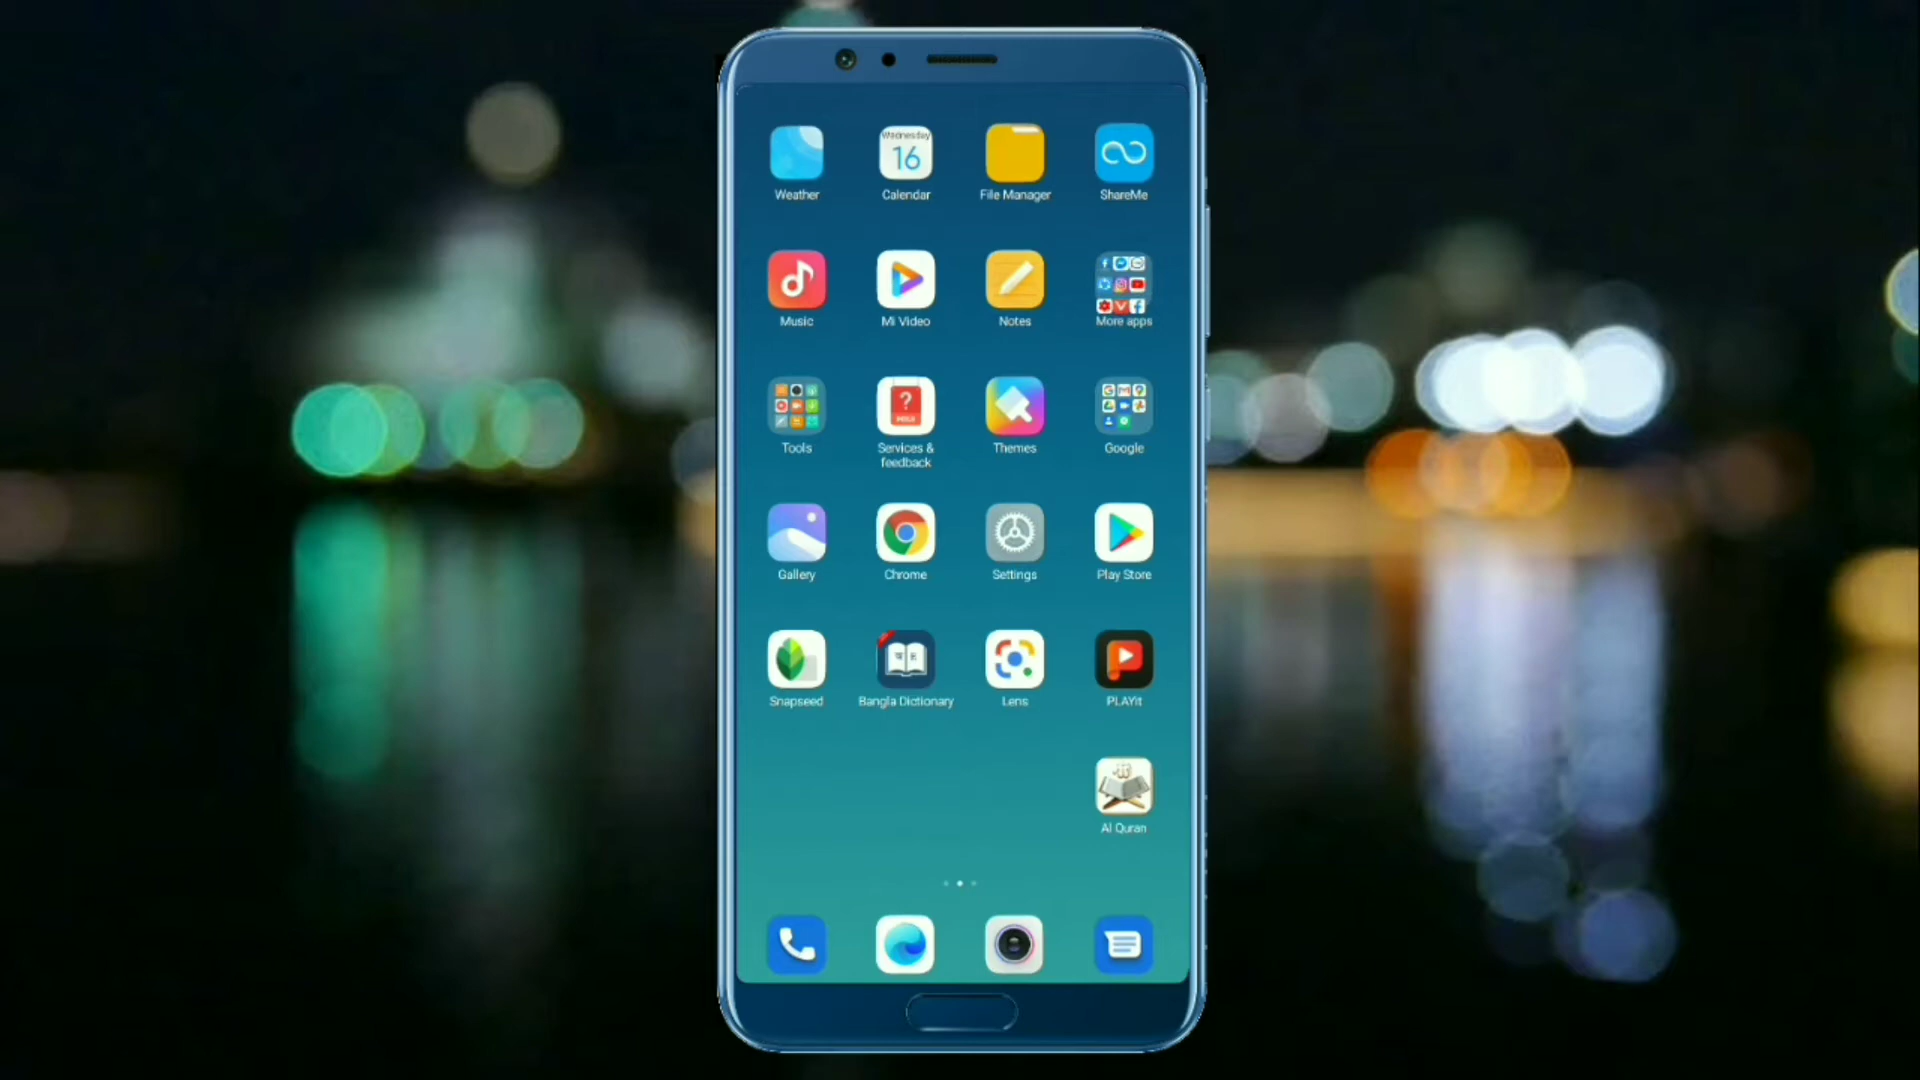 Wednesday
16
Weather
Calendar
File Manager
ShareMe
Music
Mi Video
Notes
More apps
Tools
Services &
feedback
Themes
Google
Gallery
Chrome
Settings
Play Store
Snapseed
Bangla Dictionary
Lens
PLAYit
Al Quran